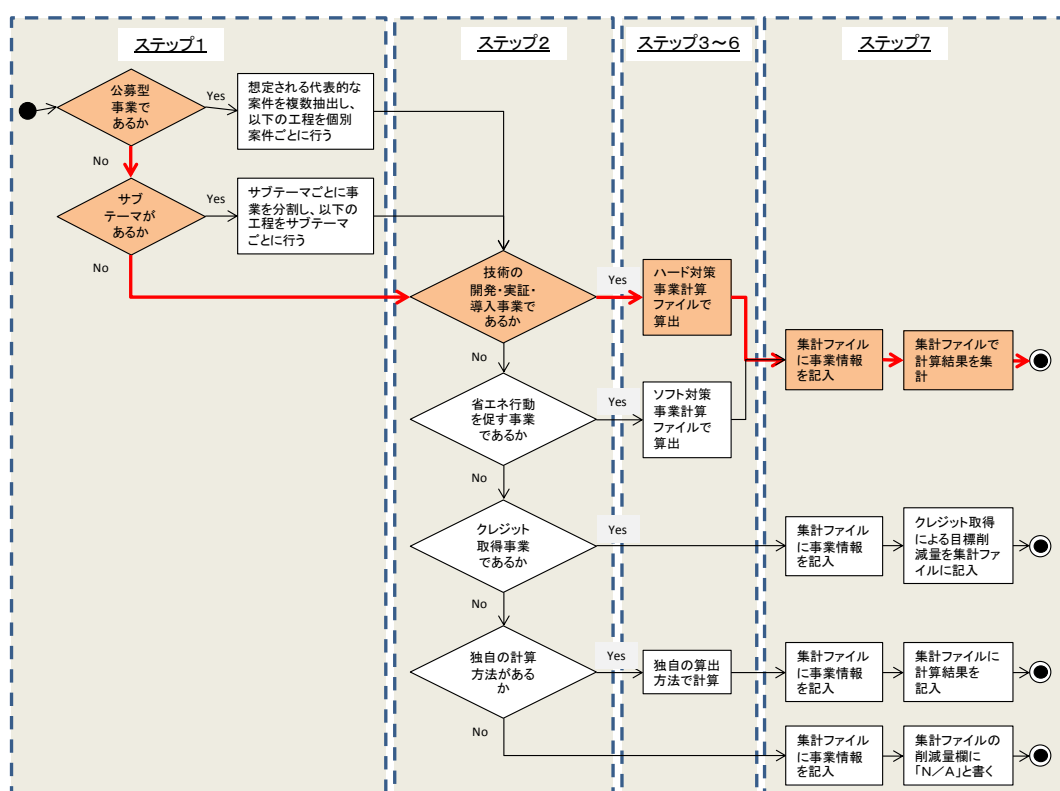 ステップ1
ステップ2
ステップ3～6
ステップ7
公募型
事業で
あるか
Yes
想定される代表的な
案件を複数抽出し、
以下の工程を個別
案件ごとに行う
No
サブ
テーマが
あるか
Yes
サブテーマごとに事
業を分割し、以下の
工程をサブテーマ
ごとに行う
No
技術の
開発・実証・
導入事業で
あるか
Yes
ハード対策
事業計算
ファイルで
算出
集計ファイル
に事業情報
を記入
集計ファイルで
計算結果を集
計
No
省エネ行動
を促す事業
であるか
Yes
ソフト対策
事業計算
ファイルで
算出
No
クレジット
取得事業
であるか
Yes
集計ファイル
に事業情報
を記入
クレジット取得
による目標削
減量を集計ファ
イルに記入
No
独自の計算
方法がある
か
Yes
独自の算出
方法で計算
集計ファイル
に事業情報
を記入
集計ファイルに
計算結果を
記入
No
集計ファイル
に事業情報
を記入
集計ファイルの
削減量欄に
「N／A」と書く